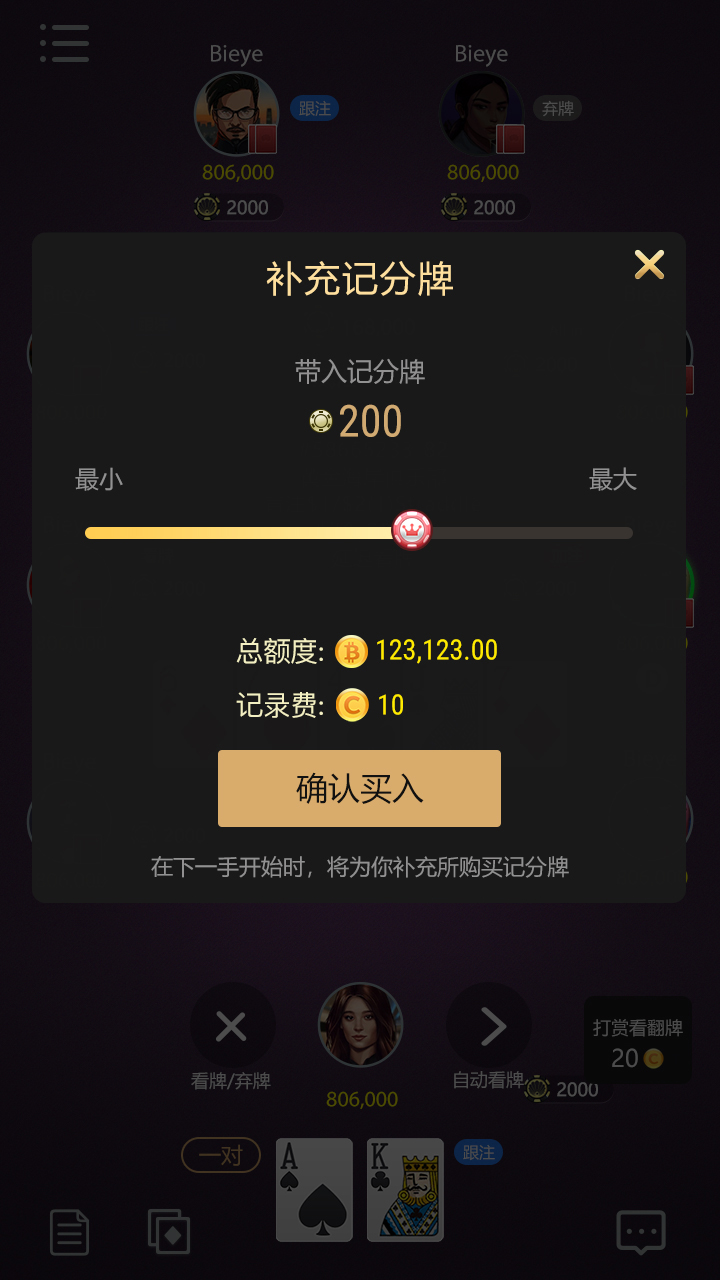 Bieye
Bieye
跟注
弃牌
806,000
806,000
2000
2000
补充记分牌
带入记分牌
200
最小
最大
总额度: 123,123.00
记录费: 10
确认买入
在下一手开始时，将为你补充所购买记分牌
打赏看翻牌
20
看牌/弃牌
自动看牌
2000
806,000
一对
A
K
跟注